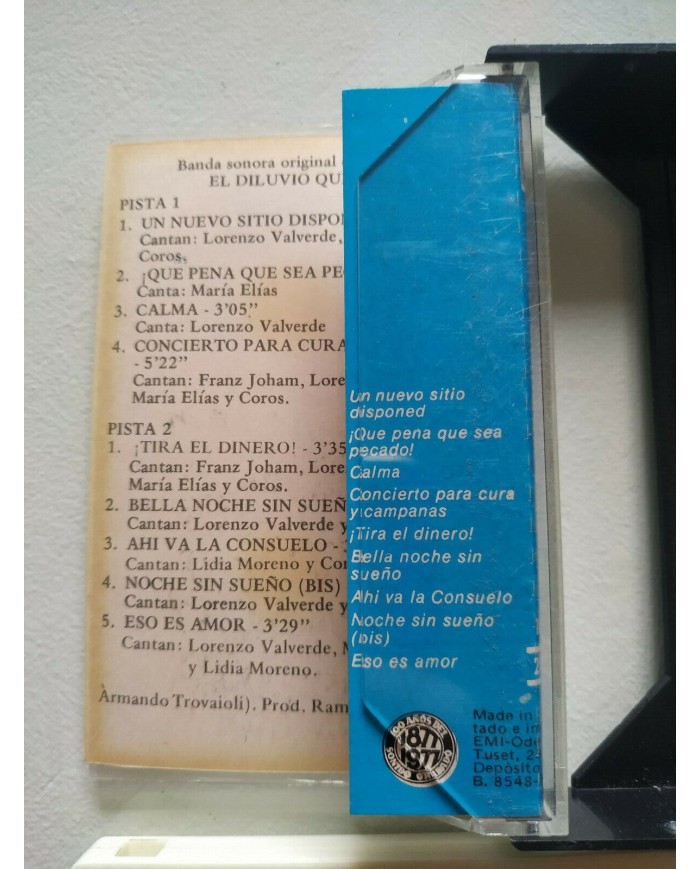 Banda sonora original
EL DILUVIO QU
PISTA 1
1. UN NUEVO SITIO DISPON
Cantan: Lorenzo Valverde,
Coros.
2. ¡QUE PENA QUE SEA PE
Canta: María Elías
3. CALMA - 3'05"
Canta: Lorenzo Valverde
4. CONCIERTO PARA CURA
- 5'22"
Cantan: Franz Joham, Lore
María Elías y Coros.
PISTA 2
1. ¡TIRA EL DINERO! - 3'35
Cantan: Franz Joham, Lore
María Elías y Coros.
2. BELLA NOCHE SIN SUEÑ
Cantan: Lorenzo Valverde y
3. AHI VA LA CONSUELO -
Cantan: Lidia Moreno y Co
4. NOCHE SIN SUEÑO (BIS)
Cantan: Lorenzo Valverde y
5. ESO ES AMOR - 3'29"
Cantan: Lorenzo Valverde,
y Lidia Moreno.
Armando Trovaioli). Prod. Ram
Un nuevo sitio
disponed
¡Que pena que sea
pecado!
Calma
Concierto para cura
y campanas
¡Tira el dinero!
Bella noche sin
sueño
Ahi va la Consuelo
Noche sin sueño
(bis)
Eso es amor
100 AÑOS DEL
1877
1977
SONIDO GRABADO
Made in
tado e im
EMI-Ode
Tuset, 2
Depósito
B. 8548-